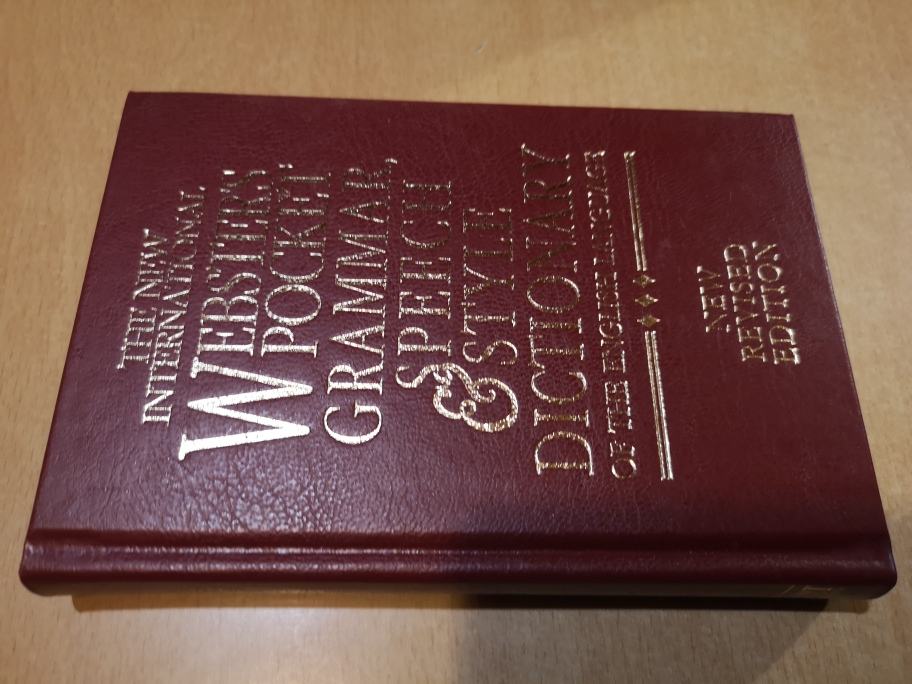 THE NEW
INTERNATIONAL
WEBSTER'S
POCKET
GRAMMAR,
SPEECH
& STYLE
DICTIONARY
OF THE ENGLISH LANGUAGE
NEW
REVISED
EDITION